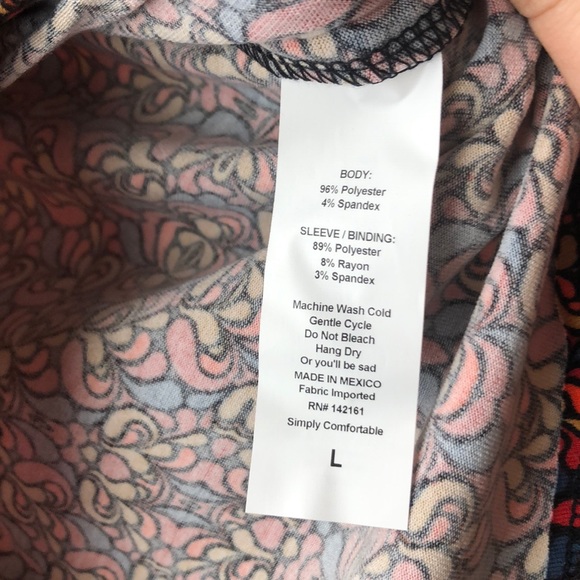 BODY:
96% Polyester
4% Spandex
SLEEVE / BINDING:
89% Polyester
8% Rayon
3% Spandex
Machine Wash Cold
Gentle Cycle
Do Not Bleach
Hang Dry
Or you'll be sad
MADE IN MEXICO
Fabric Imported
RN# 142161
Simply Comfortable
L